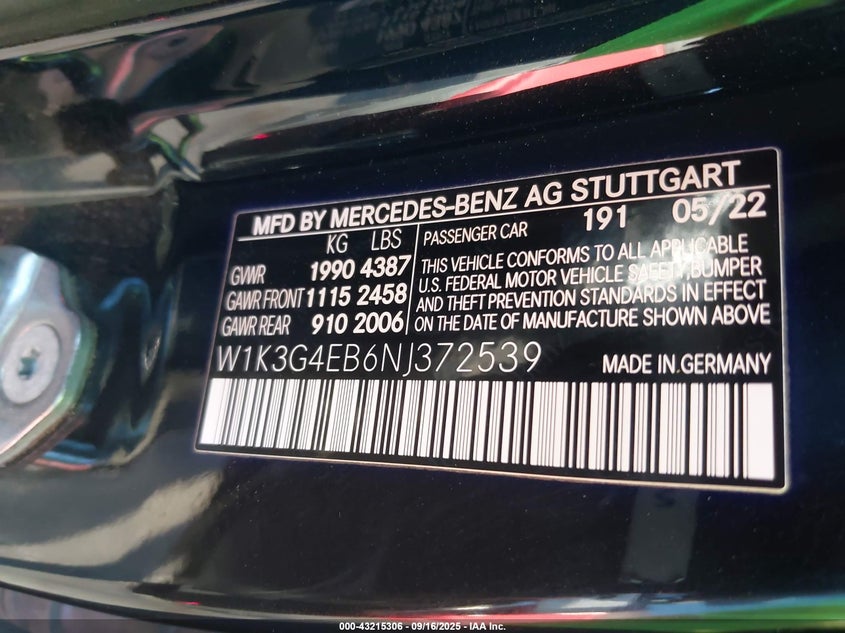 MFD BY MERCEDES-BENZ AG STUTTGART
KG LBS
GVWR 1990 4387
GAWR FRONT 1115 2458
GAWR REAR 910 2006
PASSENGER CAR 191 05/22
THIS VEHICLE CONFORMS TO ALL APPLICABLE
U.S. FEDERAL MOTOR VEHICLE SAFETY, BUMPER
AND THEFT PREVENTION STANDARDS IN EFFECT
ON THE DATE OF MANUFACTURE SHOWN ABOVE
W1K3G4EB6NJ372539 MADE IN GERMANY
000-43215306 - 09/16/2025 - IAA Inc.